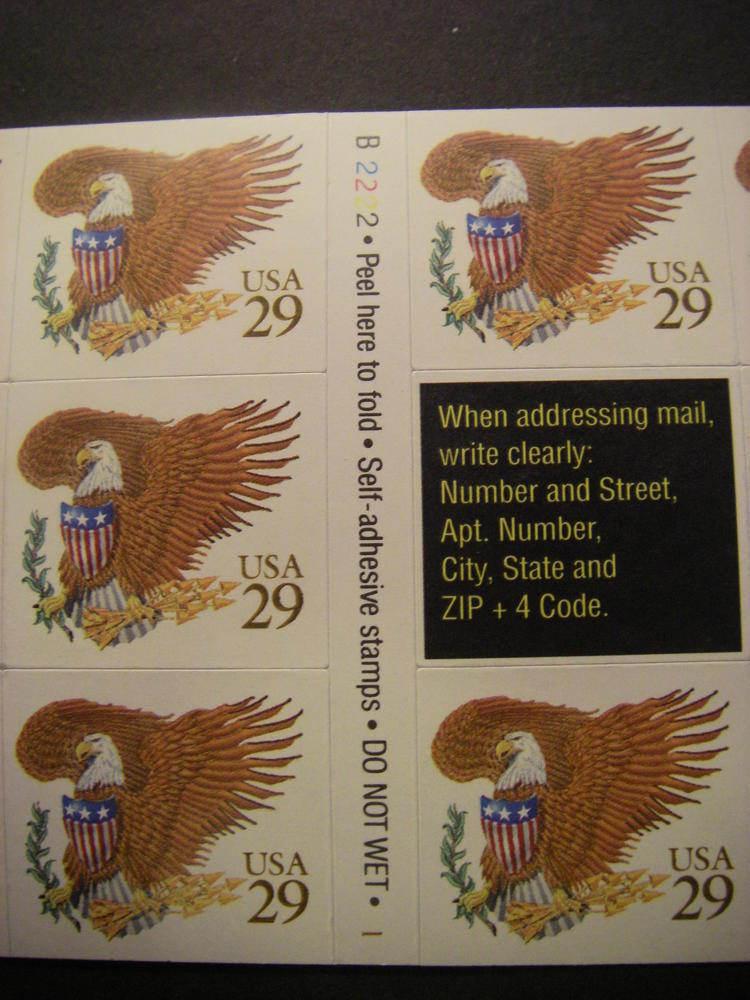 USA
29
USA
29
USA
29
B 2222 • Peel here to fold • Self-adhesive stamps • DO NOT WET •
USA
29
When addressing mail,
write clearly:
Number and Street,
Apt. Number,
City, State and
ZIP + 4 Code.
USA
29